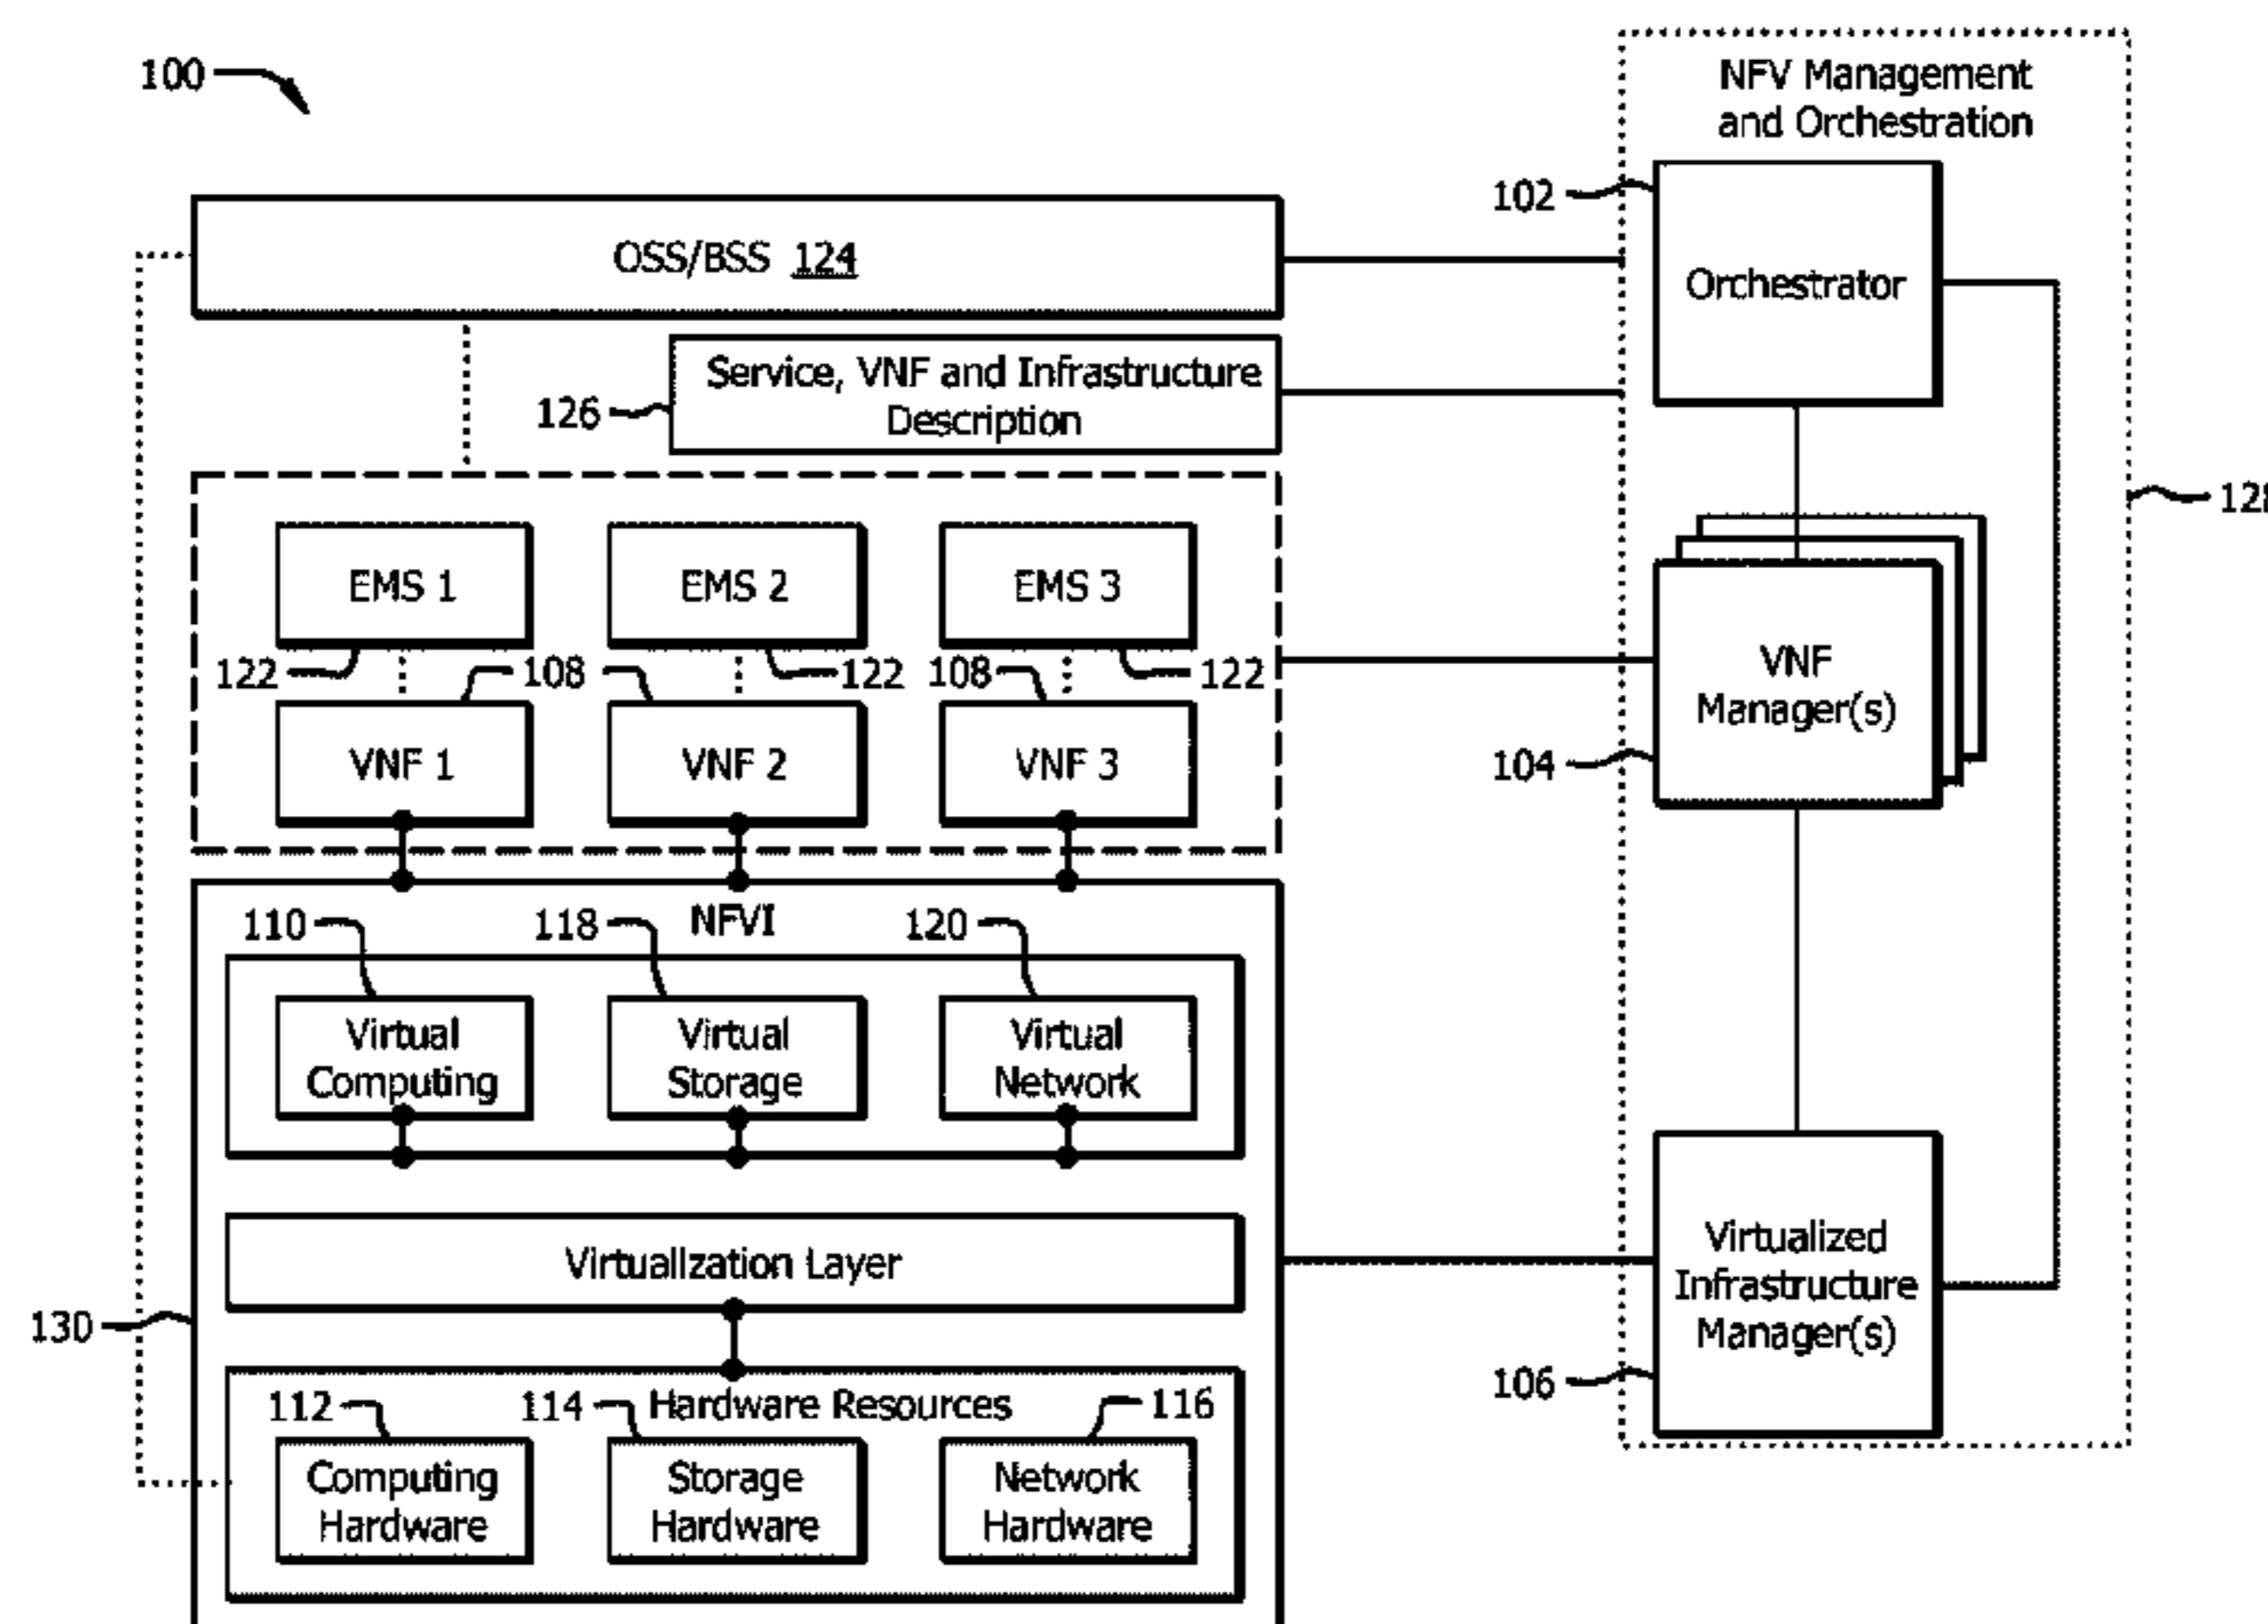 100
NFV Management
and Orchestration
102
Orchestrator
OSS/BSS 124
Service, VNF and Infrastructure
Description
126
EMS 1
EMS 2
EMS 3
122
108
122
108
122
VNF 1
VNF 2
VNF 3
VNF
Manager(s)
104
NFVI
110
118
120
Virtual
Computing
Virtual
Storage
Virtual
Network
Virtualization Layer
130
Virtualized
Infrastructure
Manager(s)
106
Hardware Resources
112
114
116
Computing
Hardware
Storage
Hardware
Network
Hardware